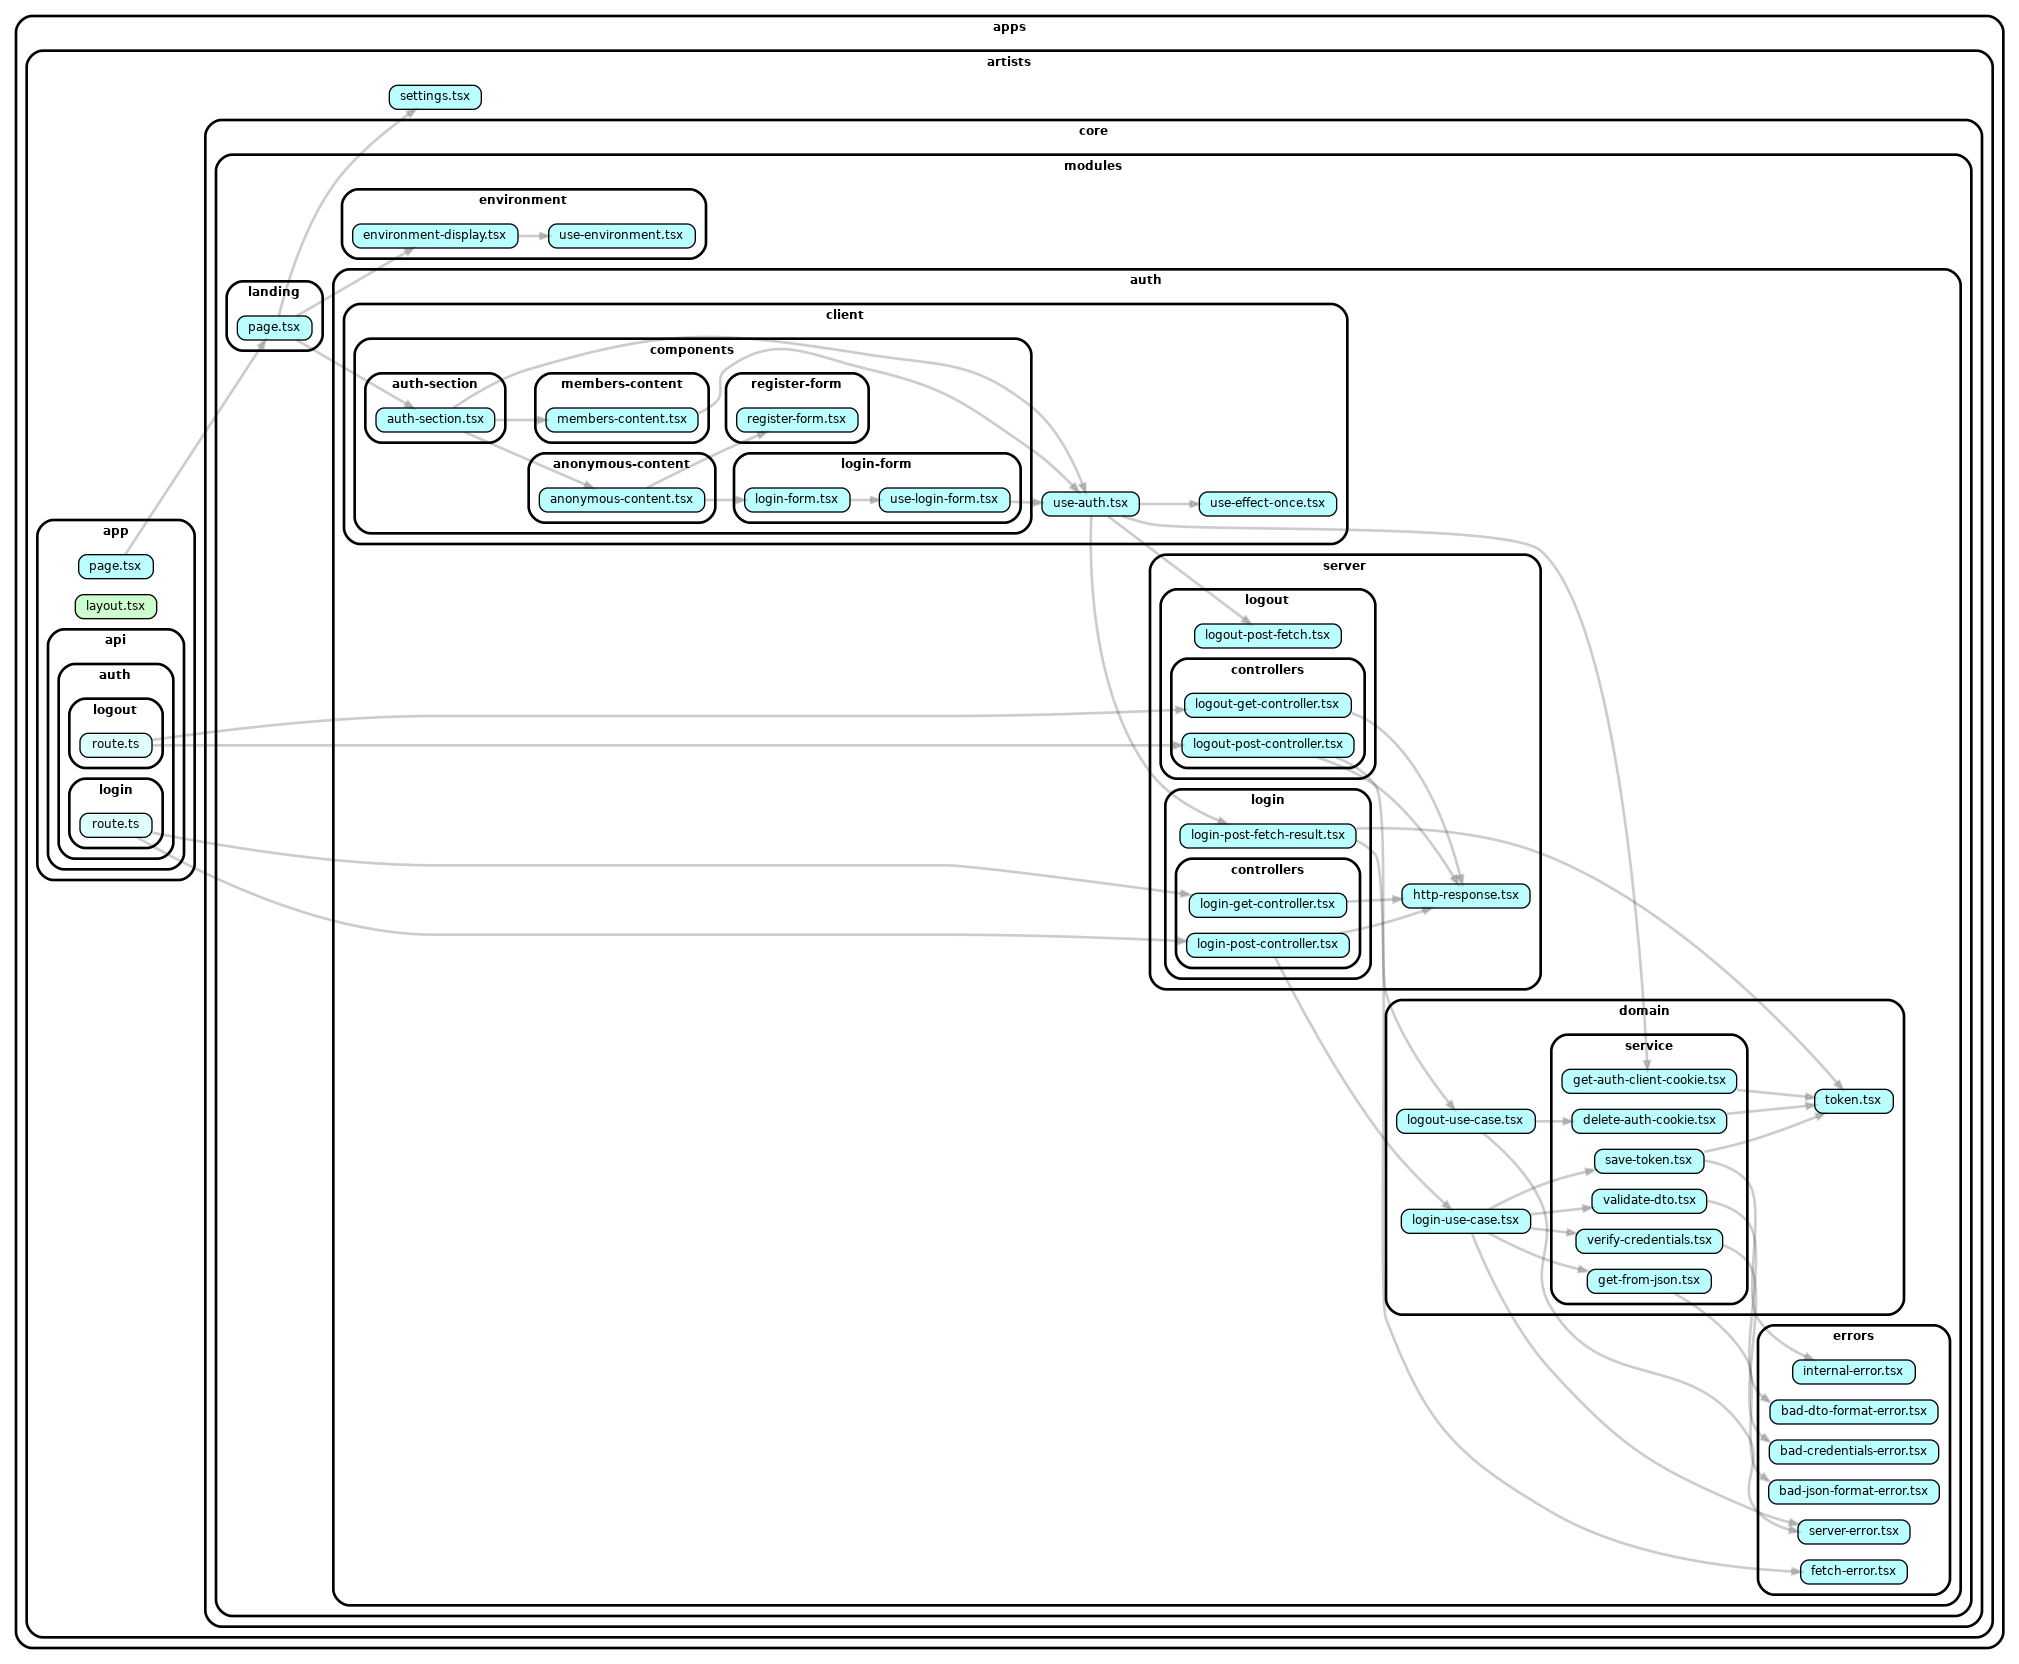 apps
artists
settings.tsx
core
modules
environment
environment-display.tsx
use-environment.tsx
landing
page.tsx
auth
client
components
auth-section
auth-section.tsx
members-content
members-content.tsx
register-form
register-form.tsx
anonymous-content
anonymous-content.tsx
login-form
login-form.tsx
use-login-form.tsx
use-auth.tsx
use-effect-once.tsx
app
page.tsx
layout.tsx
api
auth
logout
route.ts
login
route.ts
server
logout
logout-post-fetch.tsx
controllers
logout-get-controller.tsx
logout-post-controller.tsx
login
login-post-fetch-result.tsx
controllers
login-get-controller.tsx
login-post-controller.tsx
http-response.tsx
domain
service
get-auth-client-cookie.tsx
delete-auth-cookie.tsx
save-token.tsx
validate-dto.tsx
verify-credentials.tsx
get-from-json.tsx
logout-use-case.tsx
login-use-case.tsx
token.tsx
errors
internal-error.tsx
bad-dto-format-error.tsx
bad-credentials-error.tsx
bad-json-format-error.tsx
server-error.tsx
fetch-error.tsx